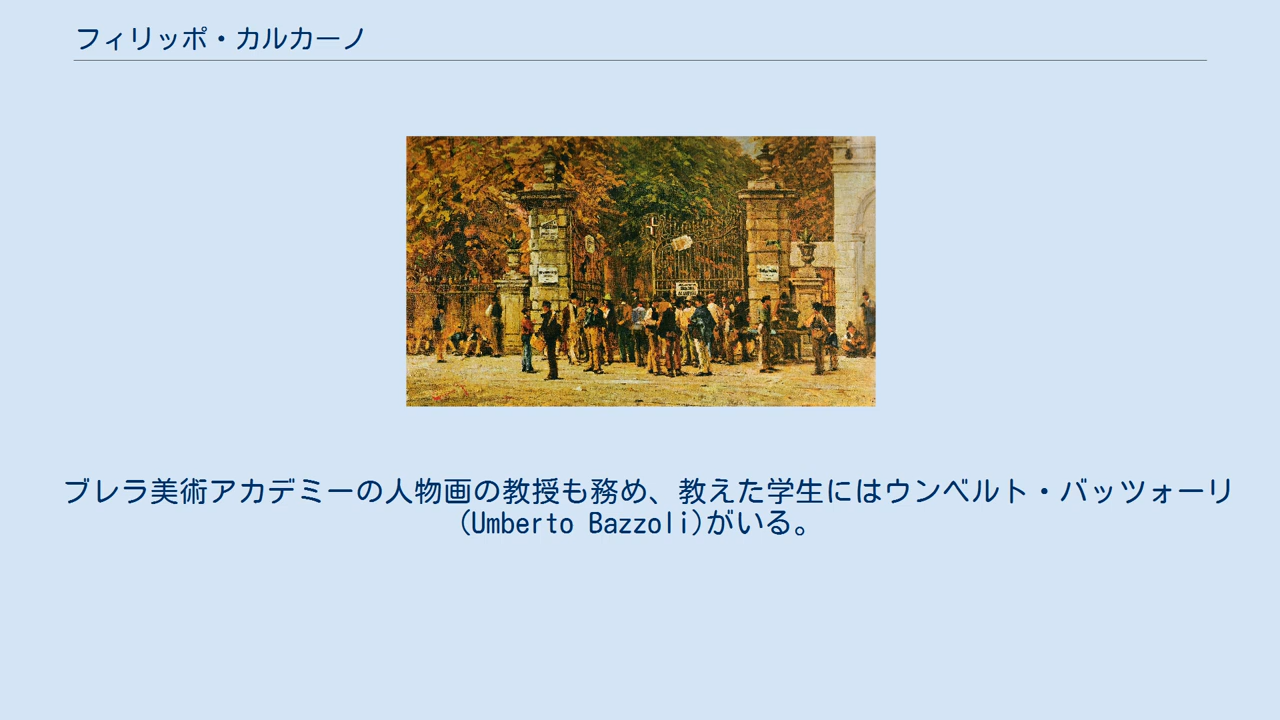 フィリッポ・カルカーノ
ブレラ美術アカデミーの人物画の教授も務め、教えた学生にはウンベルト・バッツォーリ
(Umberto Bazzoli)がいる。